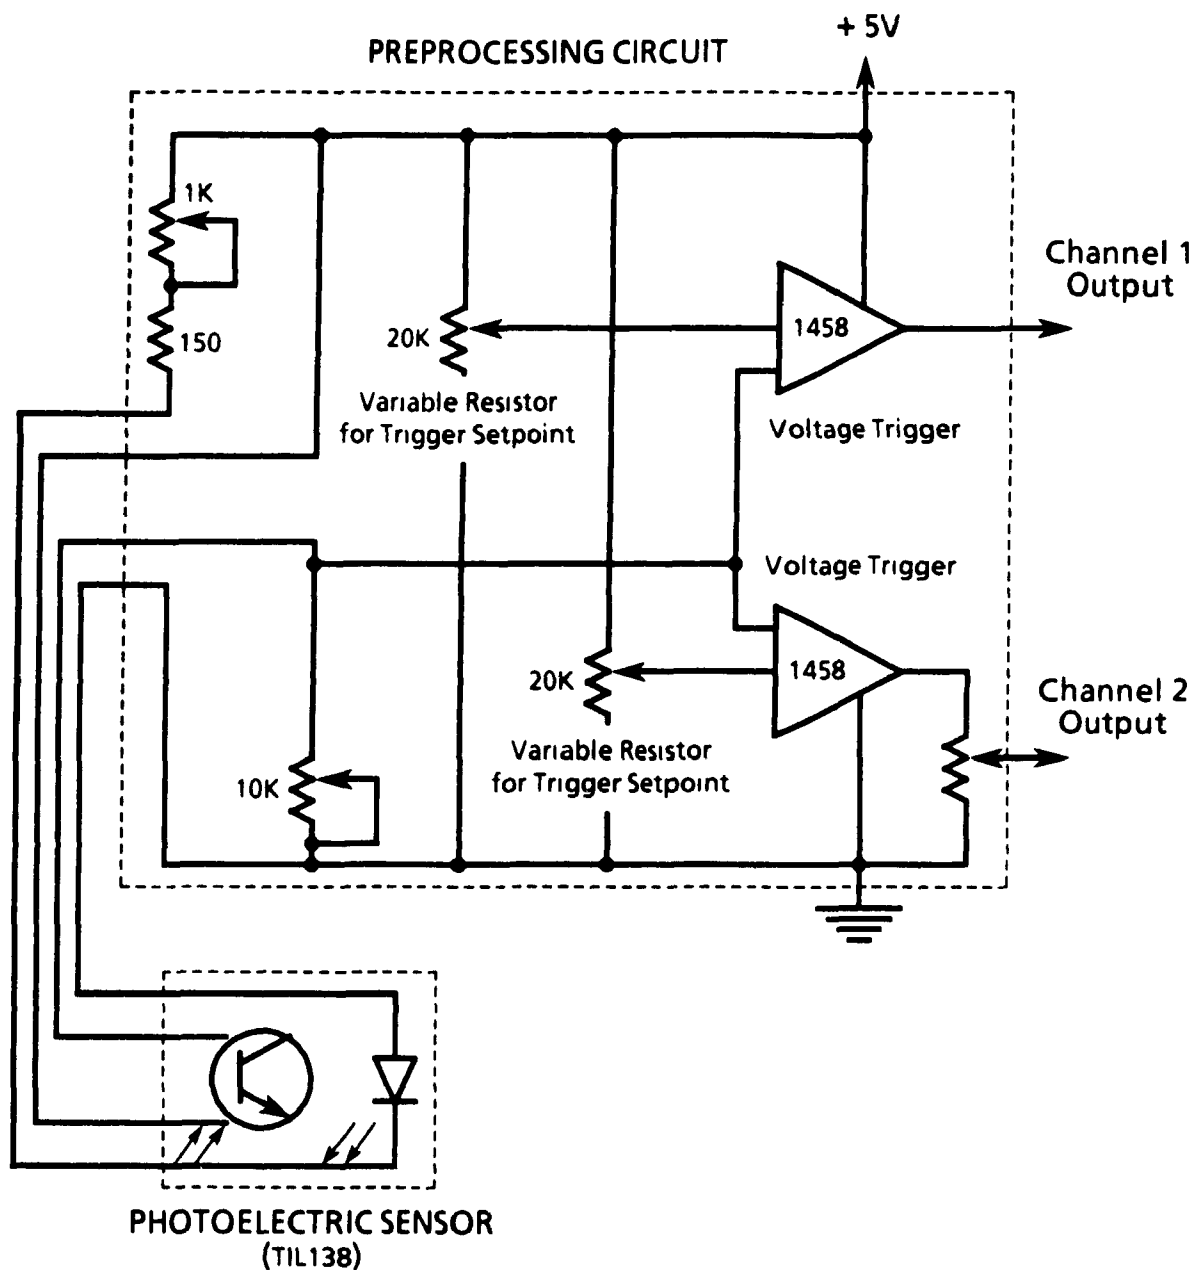 + 5V
PREPROCESSING CIRCUIT
1K
150
20K
1458
Channel 1
Output
Variable Resistor
for Trigger Setpoint
Voltage Trigger
Voltage Trigger
20K
1458
Channel 2
Output
Variable Resistor
for Trigger Setpoint
10K
PHOTOELECTRIC SENSOR
(TIL138)